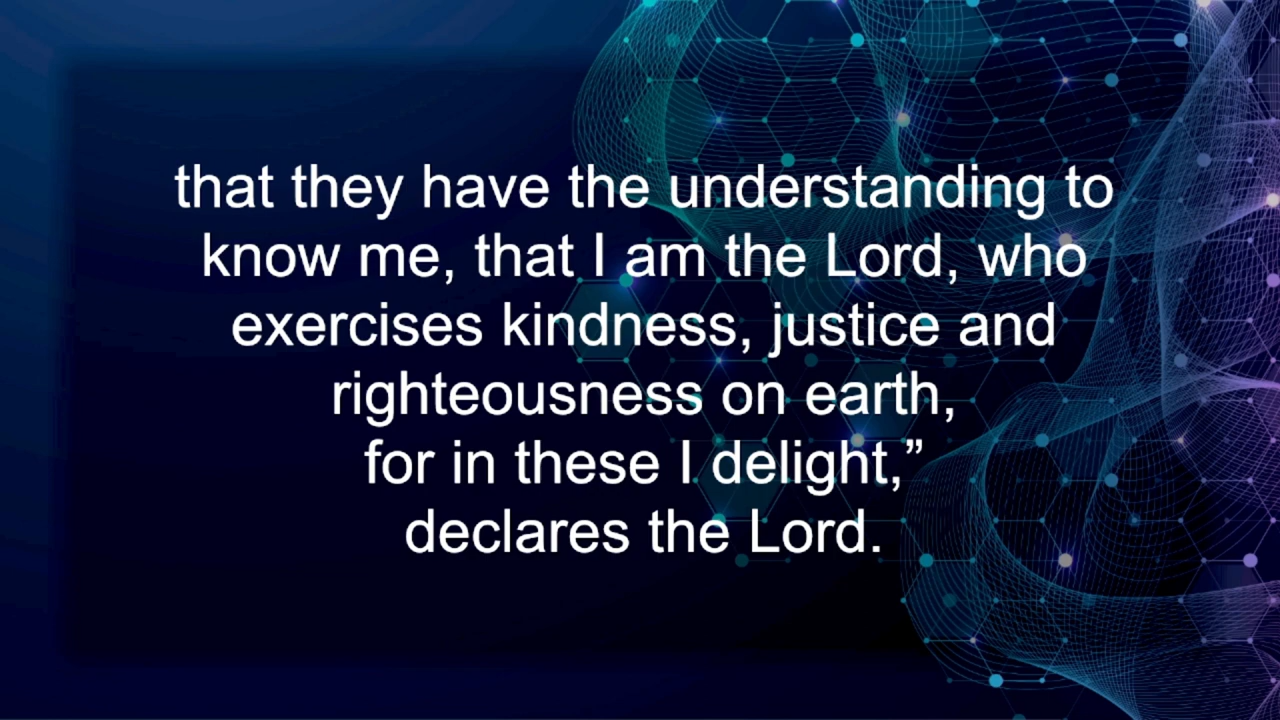 that they have the understanding to
know me, that I am the Lord, who
exercises kindness, justice and
righteousness on earth,
for in these I delight,”
declares the Lord.